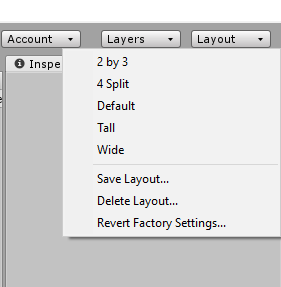 Account Layers Layout
Inspe
2 by 3
4 Split
Default
Tall
Wide
Save Layout...
Delete Layout...
Revert Factory Settings...